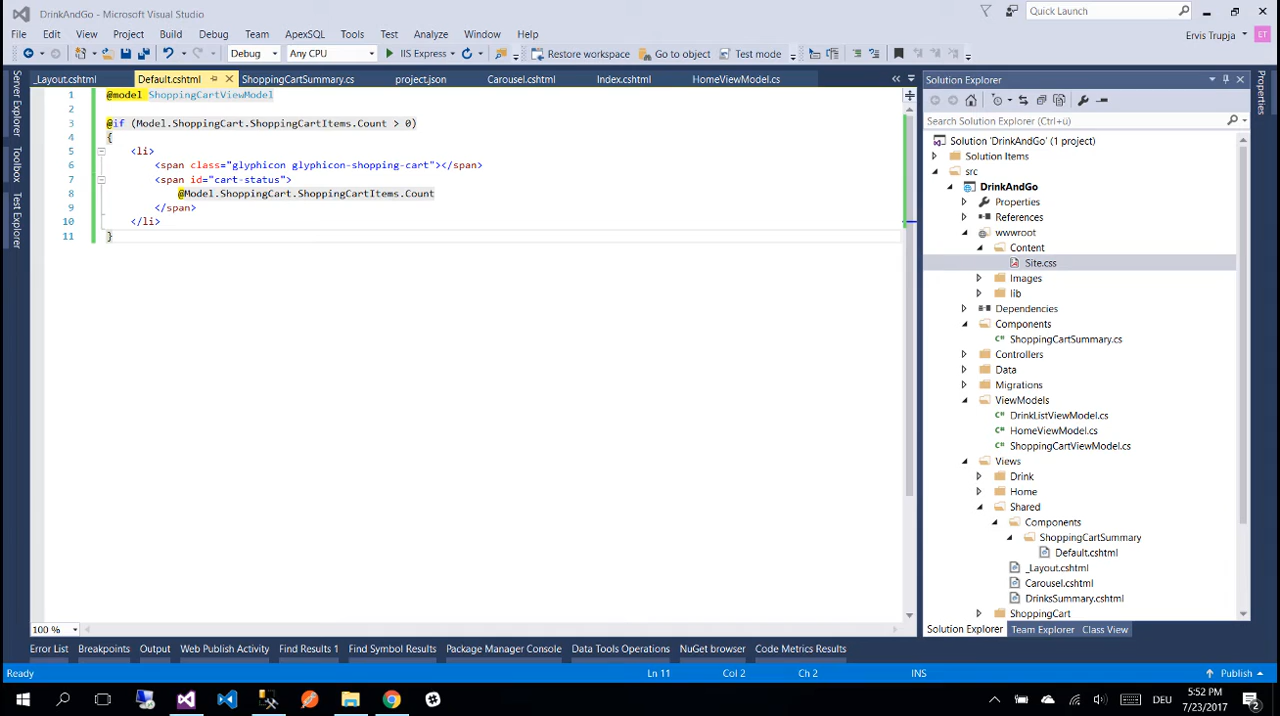 DrinkAndGo - Microsoft Visual Studio
Quick Launch
File Edit View Project Build Debug Team ApexSQL Tools Test Analyze Window Help
Ervis Trupja ET
Debug Any CPU IIS Express Restore workspace Go to object Test mode
_Layout.cshtml Default.cshtml ShoppingCartSummary.cs project.json Carousel.cshtml Index.cshtml HomeViewModel.cs
Server Explorer
Toolbox
Test Explorer
1 @model ShoppingCartViewModel
2
3 @if (Model.ShoppingCart.ShoppingCartItems.Count > 0)
4 {
5 <li>
6 <span class="glyphicon glyphicon-shopping-cart"></span>
7 <span id="cart-status">
8 @Model.ShoppingCart.ShoppingCartItems.Count
9 </span>
10 </li>
11 }
100 %
Solution Explorer
Search Solution Explorer (Ctrl+ü)
Solution 'DrinkAndGo' (1 project)
Solution Items
src
DrinkAndGo
Properties
References
wwwroot
Content
Site.css
Images
lib
Dependencies
Components
ShoppingCartSummary.cs
Controllers
Data
Migrations
ViewModels
DrinkListViewModel.cs
HomeViewModel.cs
ShoppingCartViewModel.cs
Views
Drink
Home
Shared
Components
ShoppingCartSummary
Default.cshtml
_Layout.cshtml
Carousel.cshtml
DrinksSummary.cshtml
ShoppingCart
Solution Explorer Team Explorer Class View
Properties
Error List Breakpoints Output Web Publish Activity Find Results 1 Find Symbol Results Package Manager Console Data Tools Operations NuGet browser Code Metrics Results
Ready Ln 11 Col 2 Ch 2 INS Publish
DEU
5:52 PM
7/23/2017
2